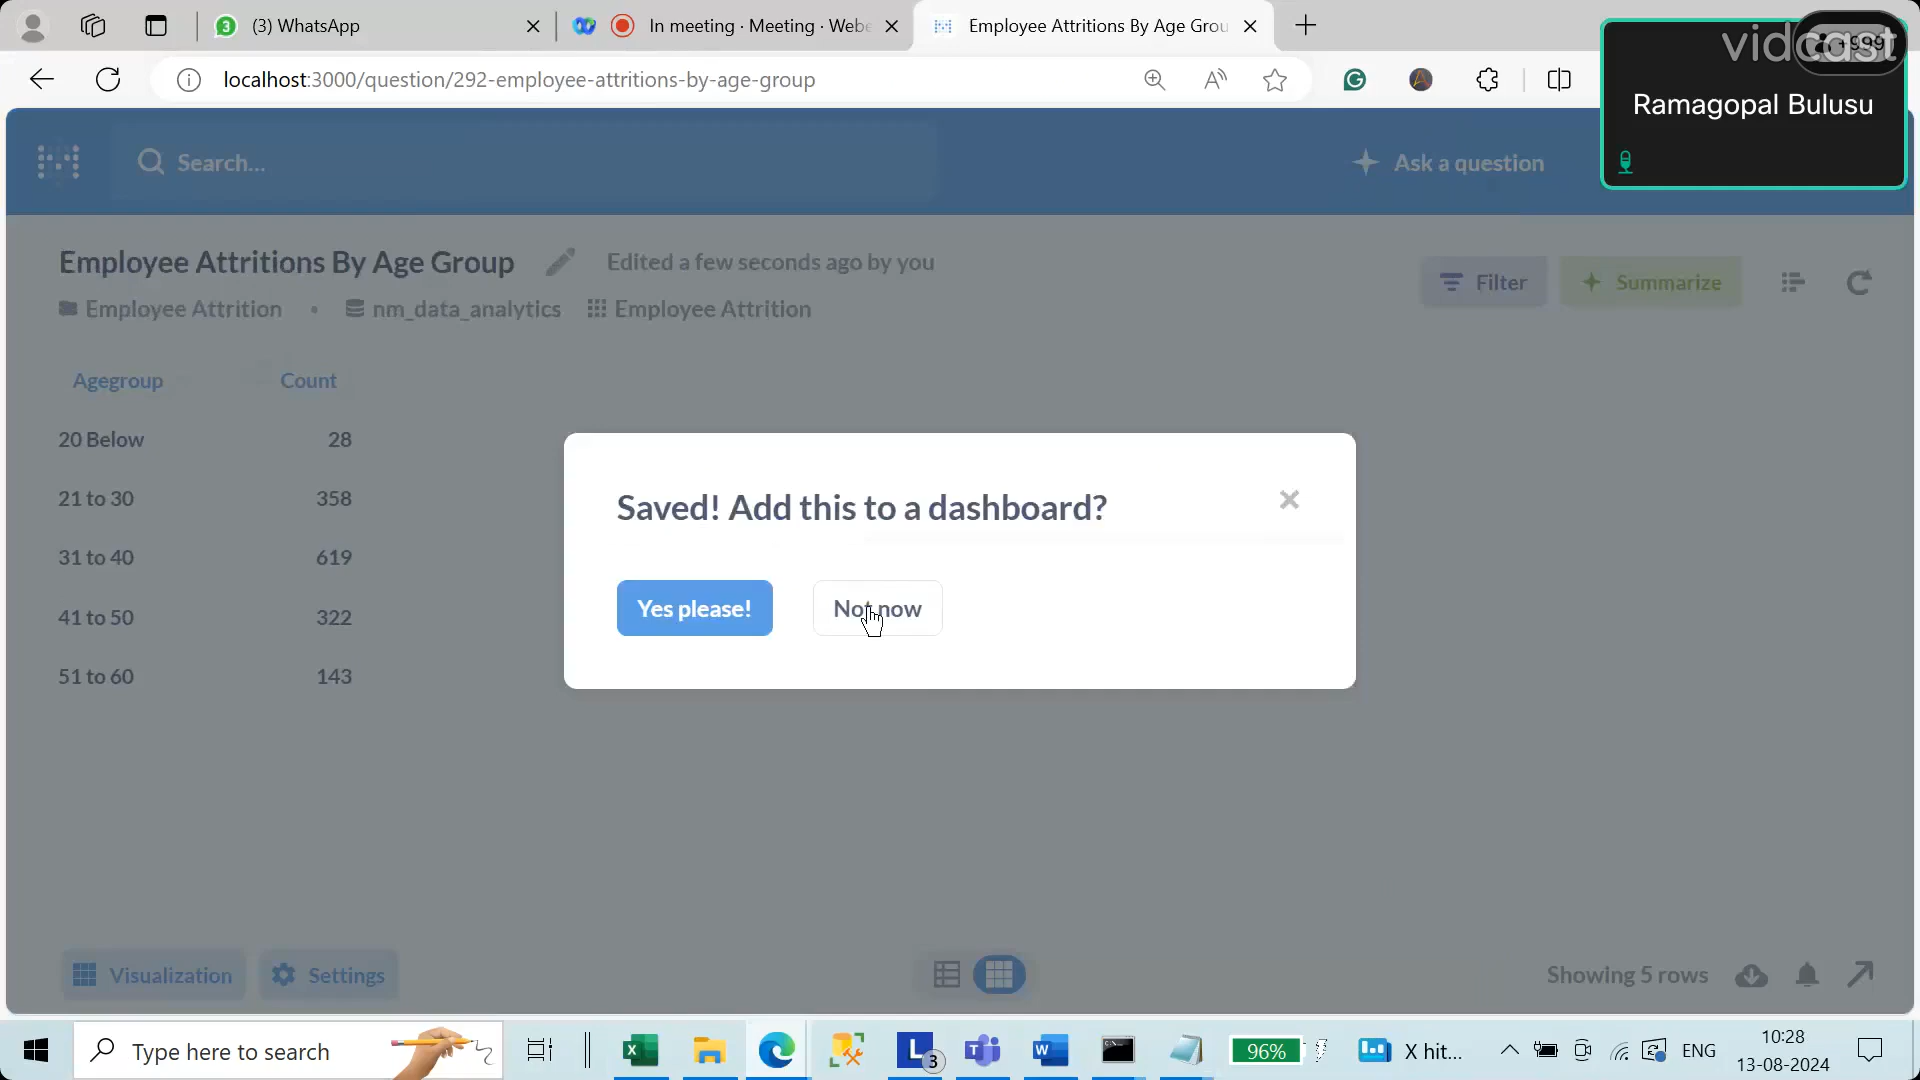 (3) WhatsApp
In meeting · Meeting · Webe
Employee Attritions By Age Grou
localhost:3000/question/292-employee-attritions-by-age-group
vidcast
+999
Ramagopal Bulusu
Search...
Ask a question
Employee Attritions By Age Group
Edited a few seconds ago by you
Filter
Summarize
Employee Attrition • nm_data_analytics Employee Attrition
Agegroup Count
20 Below 28
21 to 30 358
31 to 40 619
41 to 50 322
51 to 60 143
Saved! Add this to a dashboard?
Yes please!
Not now
Visualization
Settings
Showing 5 rows
Type here to search
3
96%
X hit...
ENG
10:28
13-08-2024